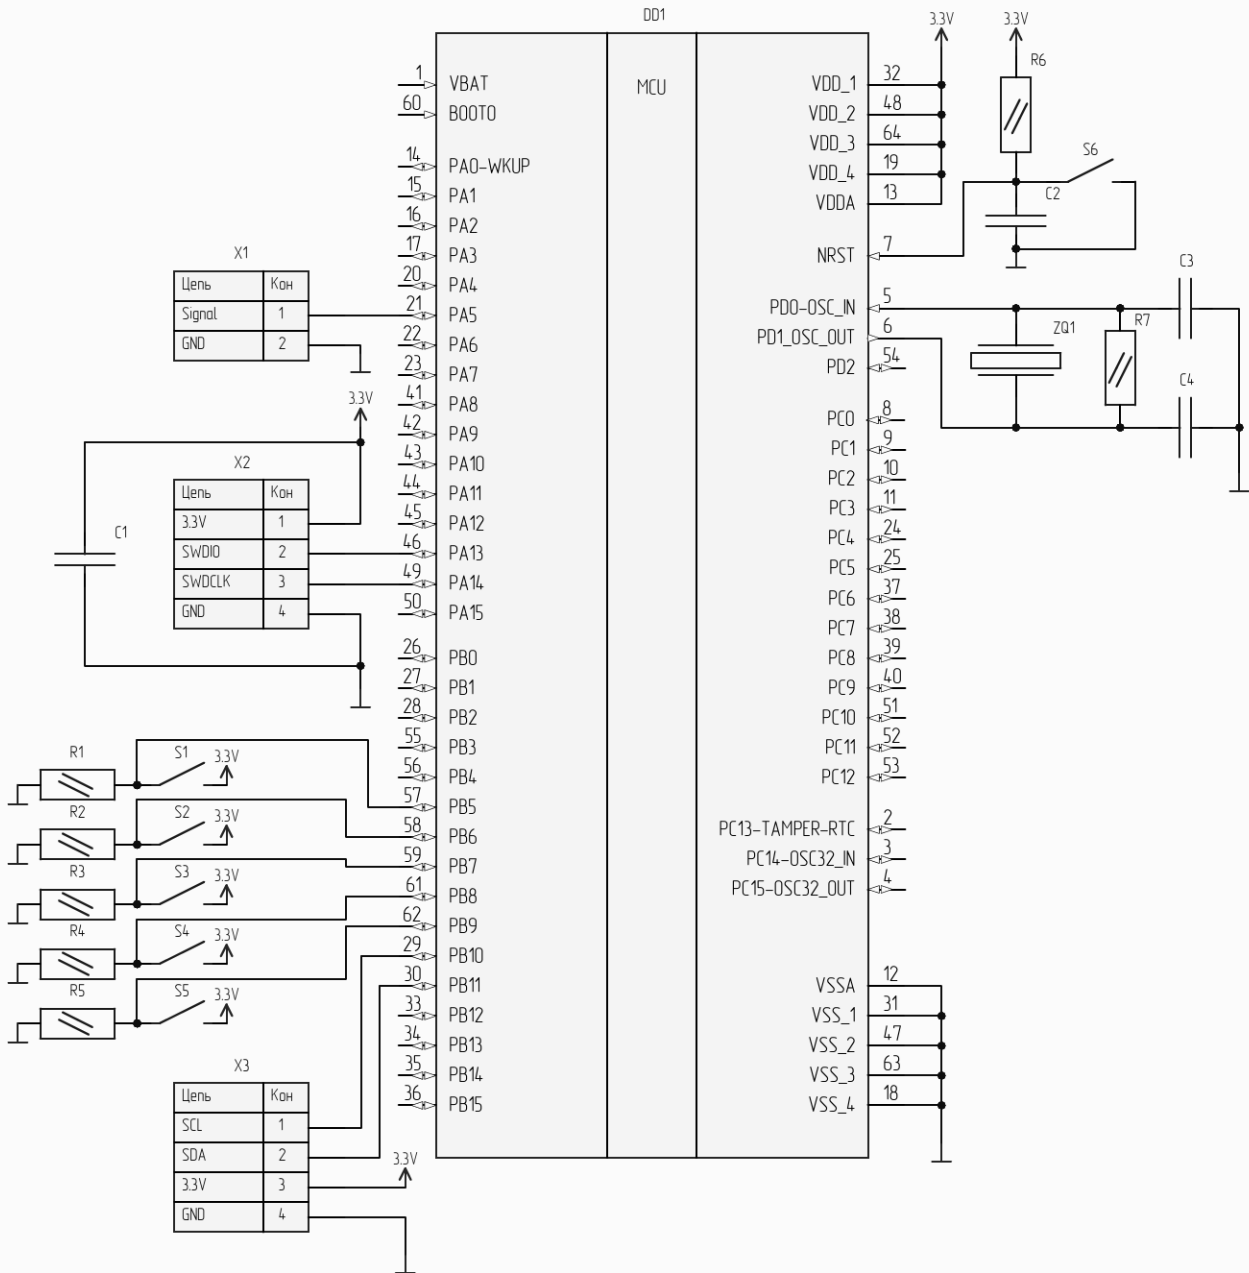 DD1
MCU
1 VBAT
60 BOOT0
14 PA0-WKUP
15 PA1
16 PA2
17 PA3
20 PA4
21 PA5
22 PA6
23 PA7
41 PA8
42 PA9
43 PA10
44 PA11
45 PA12
46 PA13
49 PA14
50 PA15
26 PB0
27 PB1
28 PB2
55 PB3
56 PB4
57 PB5
58 PB6
59 PB7
61 PB8
62 PB9
29 PB10
30 PB11
33 PB12
34 PB13
35 PB14
36 PB15
VDD_1 32
VDD_2 48
VDD_3 64
VDD_4 19
VDDA 13
NRST 7
PD0-OSC_IN 5
PD1_OSC_OUT 6
PD2 54
PC0 8
PC1 9
PC2 10
PC3 11
PC4 24
PC5 25
PC6 37
PC7 38
PC8 39
PC9 40
PC10 51
PC11 52
PC12 53
PC13-TAMPER-RTC 2
PC14-OSC32_IN 3
PC15-OSC32_OUT 4
VSSA 12
VSS_1 31
VSS_2 47
VSS_3 63
VSS_4 18
3.3V
3.3V
R6
S6
C2
C3
ZQ1
R7
C4
X1
Цепь Кон
Signal 1
GND 2
3.3V
X2
Цепь Кон
3.3V 1
SWDIO 2
SWDCLK 3
GND 4
C1
R1 S1 3.3V
R2 S2 3.3V
R3 S3 3.3V
R4 S4 3.3V
R5 S5 3.3V
X3
Цепь Кон
SCL 1
SDA 2
3.3V 3
GND 4
3.3V